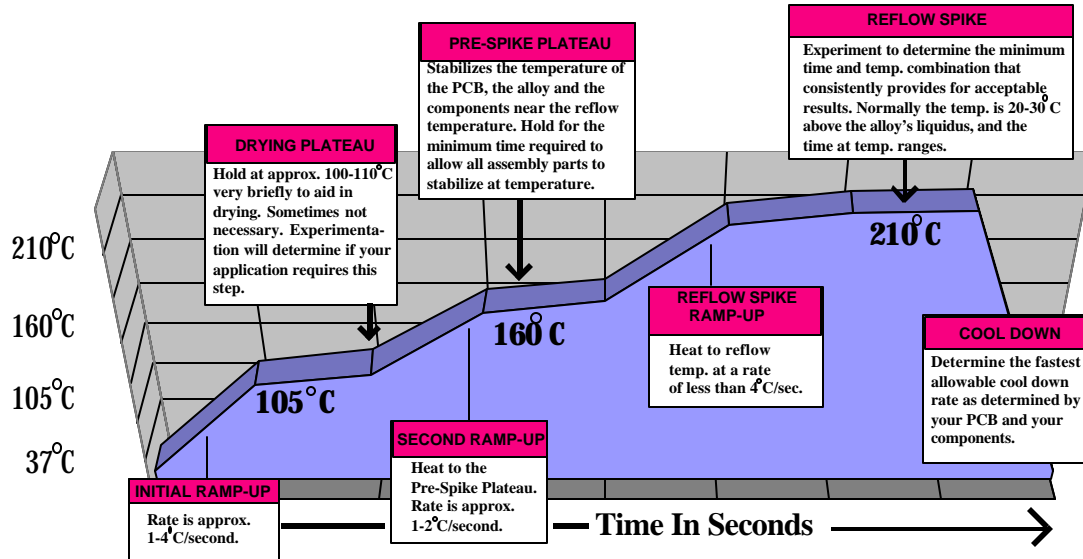 REFLOW SPIKE
Experiment to determine the minimum
time and temp. combination that
consistently provides for acceptable
results. Normally the temp. is 20-30°C
above the alloy's liquidus, and the
time at temp. ranges.
PRE-SPIKE PLATEAU
Stabilizes the temperature of
the PCB, the alloy and the
components near the reflow
temperature. Hold for the
minimum time required to
allow all assembly parts to
stabilize at temperature.
DRYING PLATEAU
Hold at approx. 100-110°C
very briefly to aid in
drying. Sometimes not
necessary. Experimenta-
tion will determine if your
application requires this
step.
210°C
160°C
105°C
37°C
105°C
160°C
210°C
REFLOW SPIKE
RAMP-UP
Heat to reflow
temp. at a rate
of less than 4°C/sec.
COOL DOWN
Determine the fastest
allowable cool down
rate as determined by
your PCB and your
components.
SECOND RAMP-UP
Heat to the
Pre-Spike Plateau.
Rate is approx.
1-2°C/second.
INITIAL RAMP-UP
Rate is approx.
1-4°C/second.
Time In Seconds